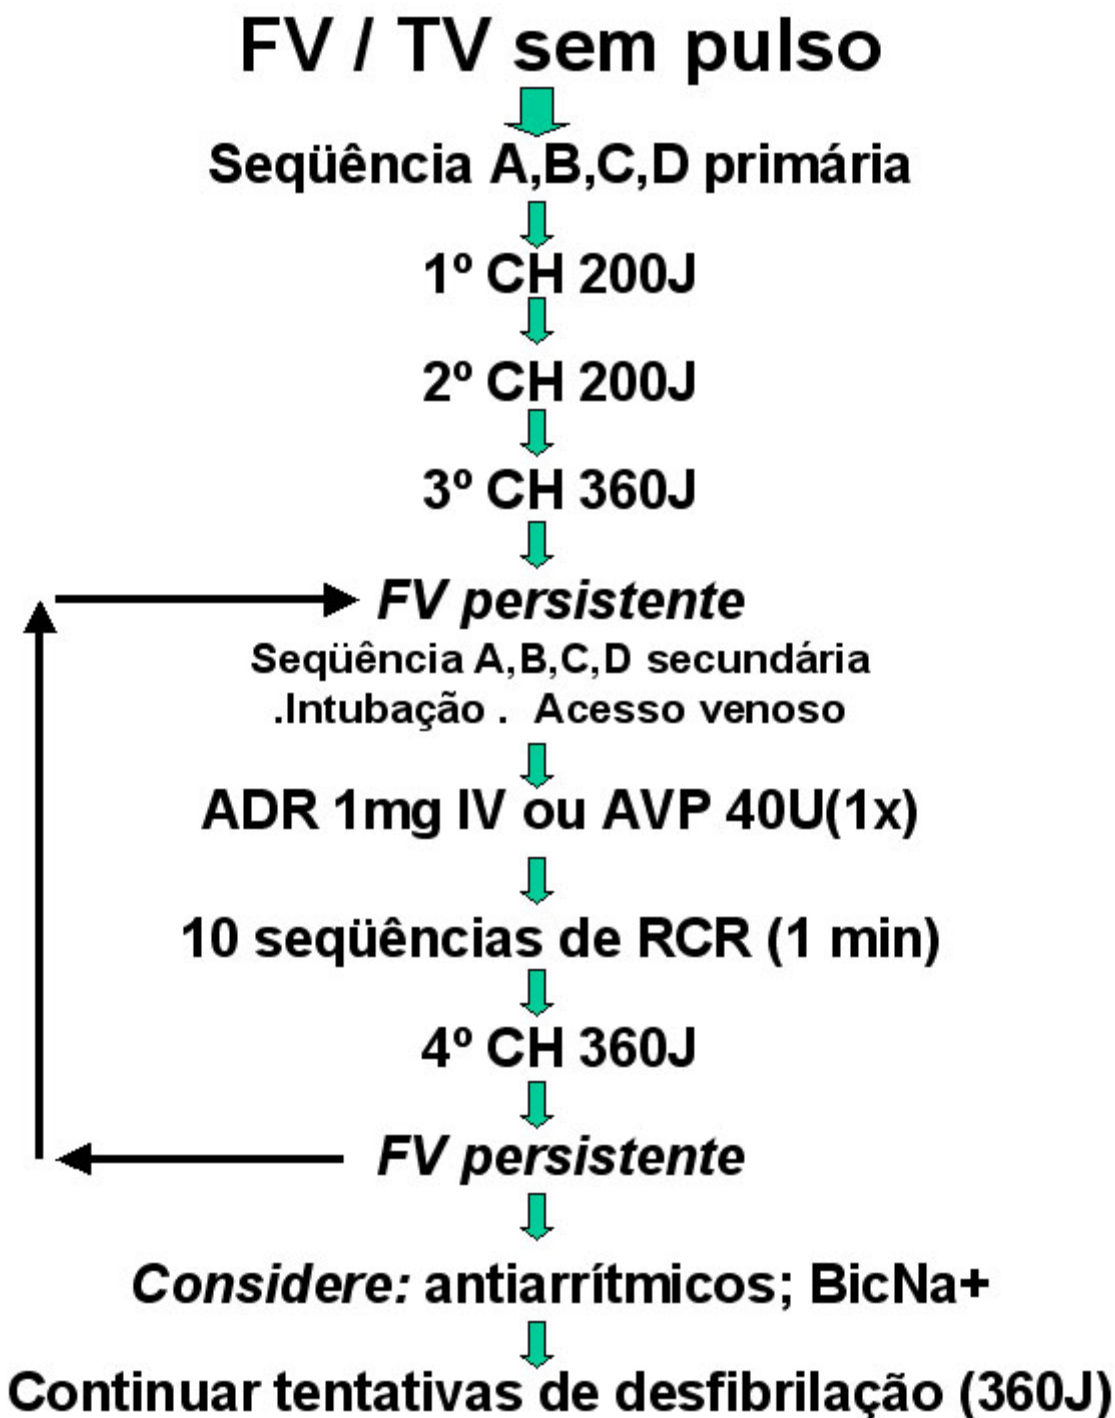 FV / TV sem pulso
Seqüência A,B,C,D primária
1º CH 200J
2º CH 200J
3º CH 360J
FV persistente
Seqüência A,B,C,D secundária
.Intubação . Acesso venoso
ADR 1mg IV ou AVP 40U(1x)
10 seqüências de RCR (1 min)
4º CH 360J
FV persistente
Considere: antiarrítmicos; BicNa+
Continuar tentativas de desfibrilação (360J)